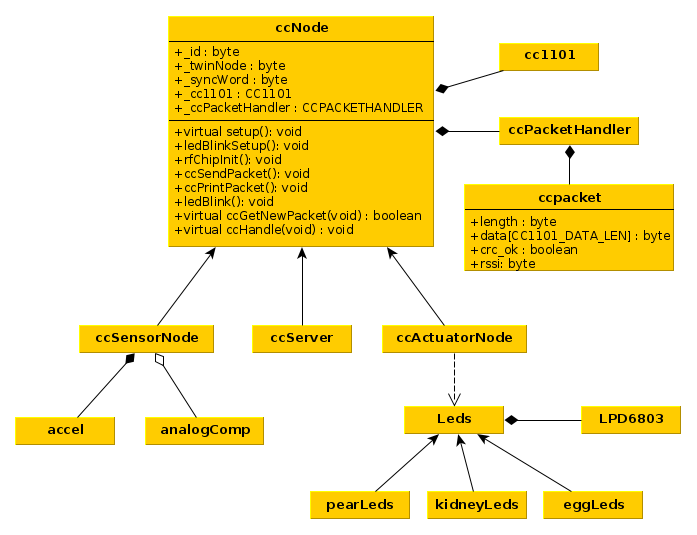 ccNode
+_id : byte
+_twinNode : byte
+_syncWord : byte
+_cc1101 : CC1101
+_ccPacketHandler : CCPACKETHANDLER
+virtual setup(): void
+ledBlinkSetup(): void
+rfChipInit(): void
+ccSendPacket(): void
+ccPrintPacket(): void
+ledBlink(): void
+virtual ccGetNewPacket(void) : boolean
+virtual ccHandle(void) : void
cc1101
ccPacketHandler
ccpacket
+length : byte
+data[CC1101_DATA_LEN] : byte
+crc_ok : boolean
+rssi: byte
ccSensorNode
ccServer
ccActuatorNode
accel
analogComp
Leds
LPD6803
pearLeds
kidneyLeds
eggLeds